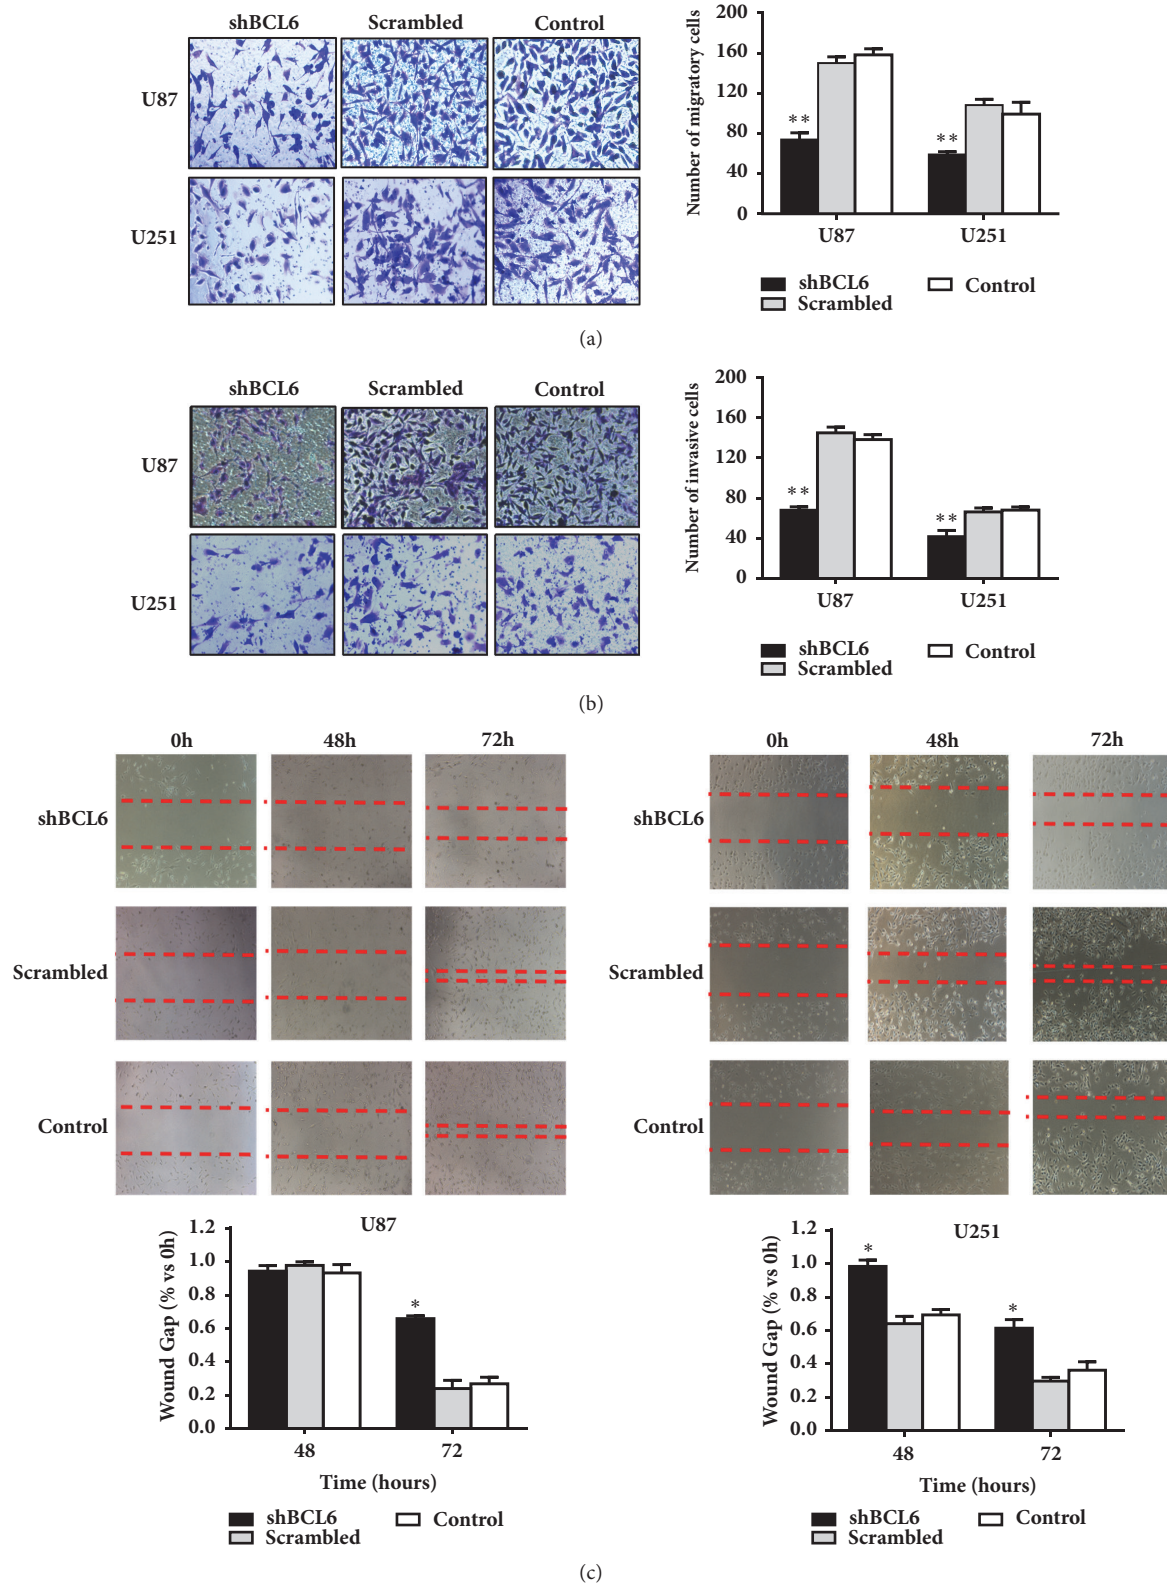 shBCL6 Scrambled Control
U87
U251
Number of migratory cells
200
160
120
80
40
0
**
**
U87 U251
shBCL6 Control
Scrambled
(a)
shBCL6 Scrambled Control
U87
U251
Number of invasive cells
200
160
120
80
40
0
**
**
U87 U251
shBCL6 Control
Scrambled
(b)
0h 48h 72h
shBCL6
Scrambled
Control
U87
Wound Gap (% vs 0h)
1.2
1.0
0.8
0.6
0.4
0.2
0.0
*
48 72
Time (hours)
shBCL6 Control
Scrambled
0h 48h 72h
shBCL6
Scrambled
Control
U251
Wound Gap (% vs 0h)
1.2
1.0
0.8
0.6
0.4
0.2
0.0
*
*
48 72
Time (hours)
shBCL6 Control
Scrambled
(c)